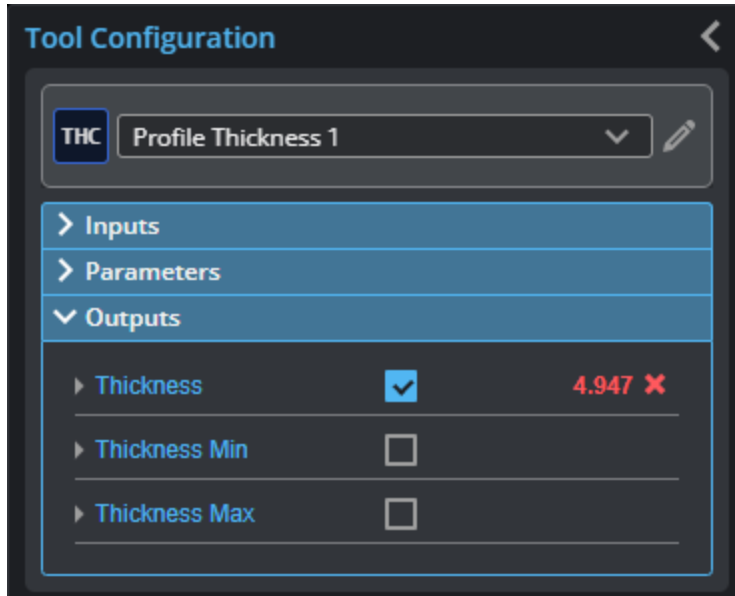 Tool Configuration
THC Profile Thickness 1
Inputs
Parameters
Outputs
Thickness 4.947
Thickness Min
Thickness Max